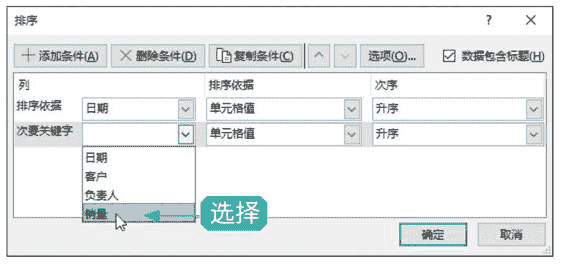 排序
? ×
添加条件(A) 删除条件(D) 复制条件(C) 选项(O)... 数据包含标题(H)
列 排序依据 次序
排序依据 日期 单元格值 升序
次要关键字 单元格值 升序
日期
客户
负责人
销量
选择
确定 取消